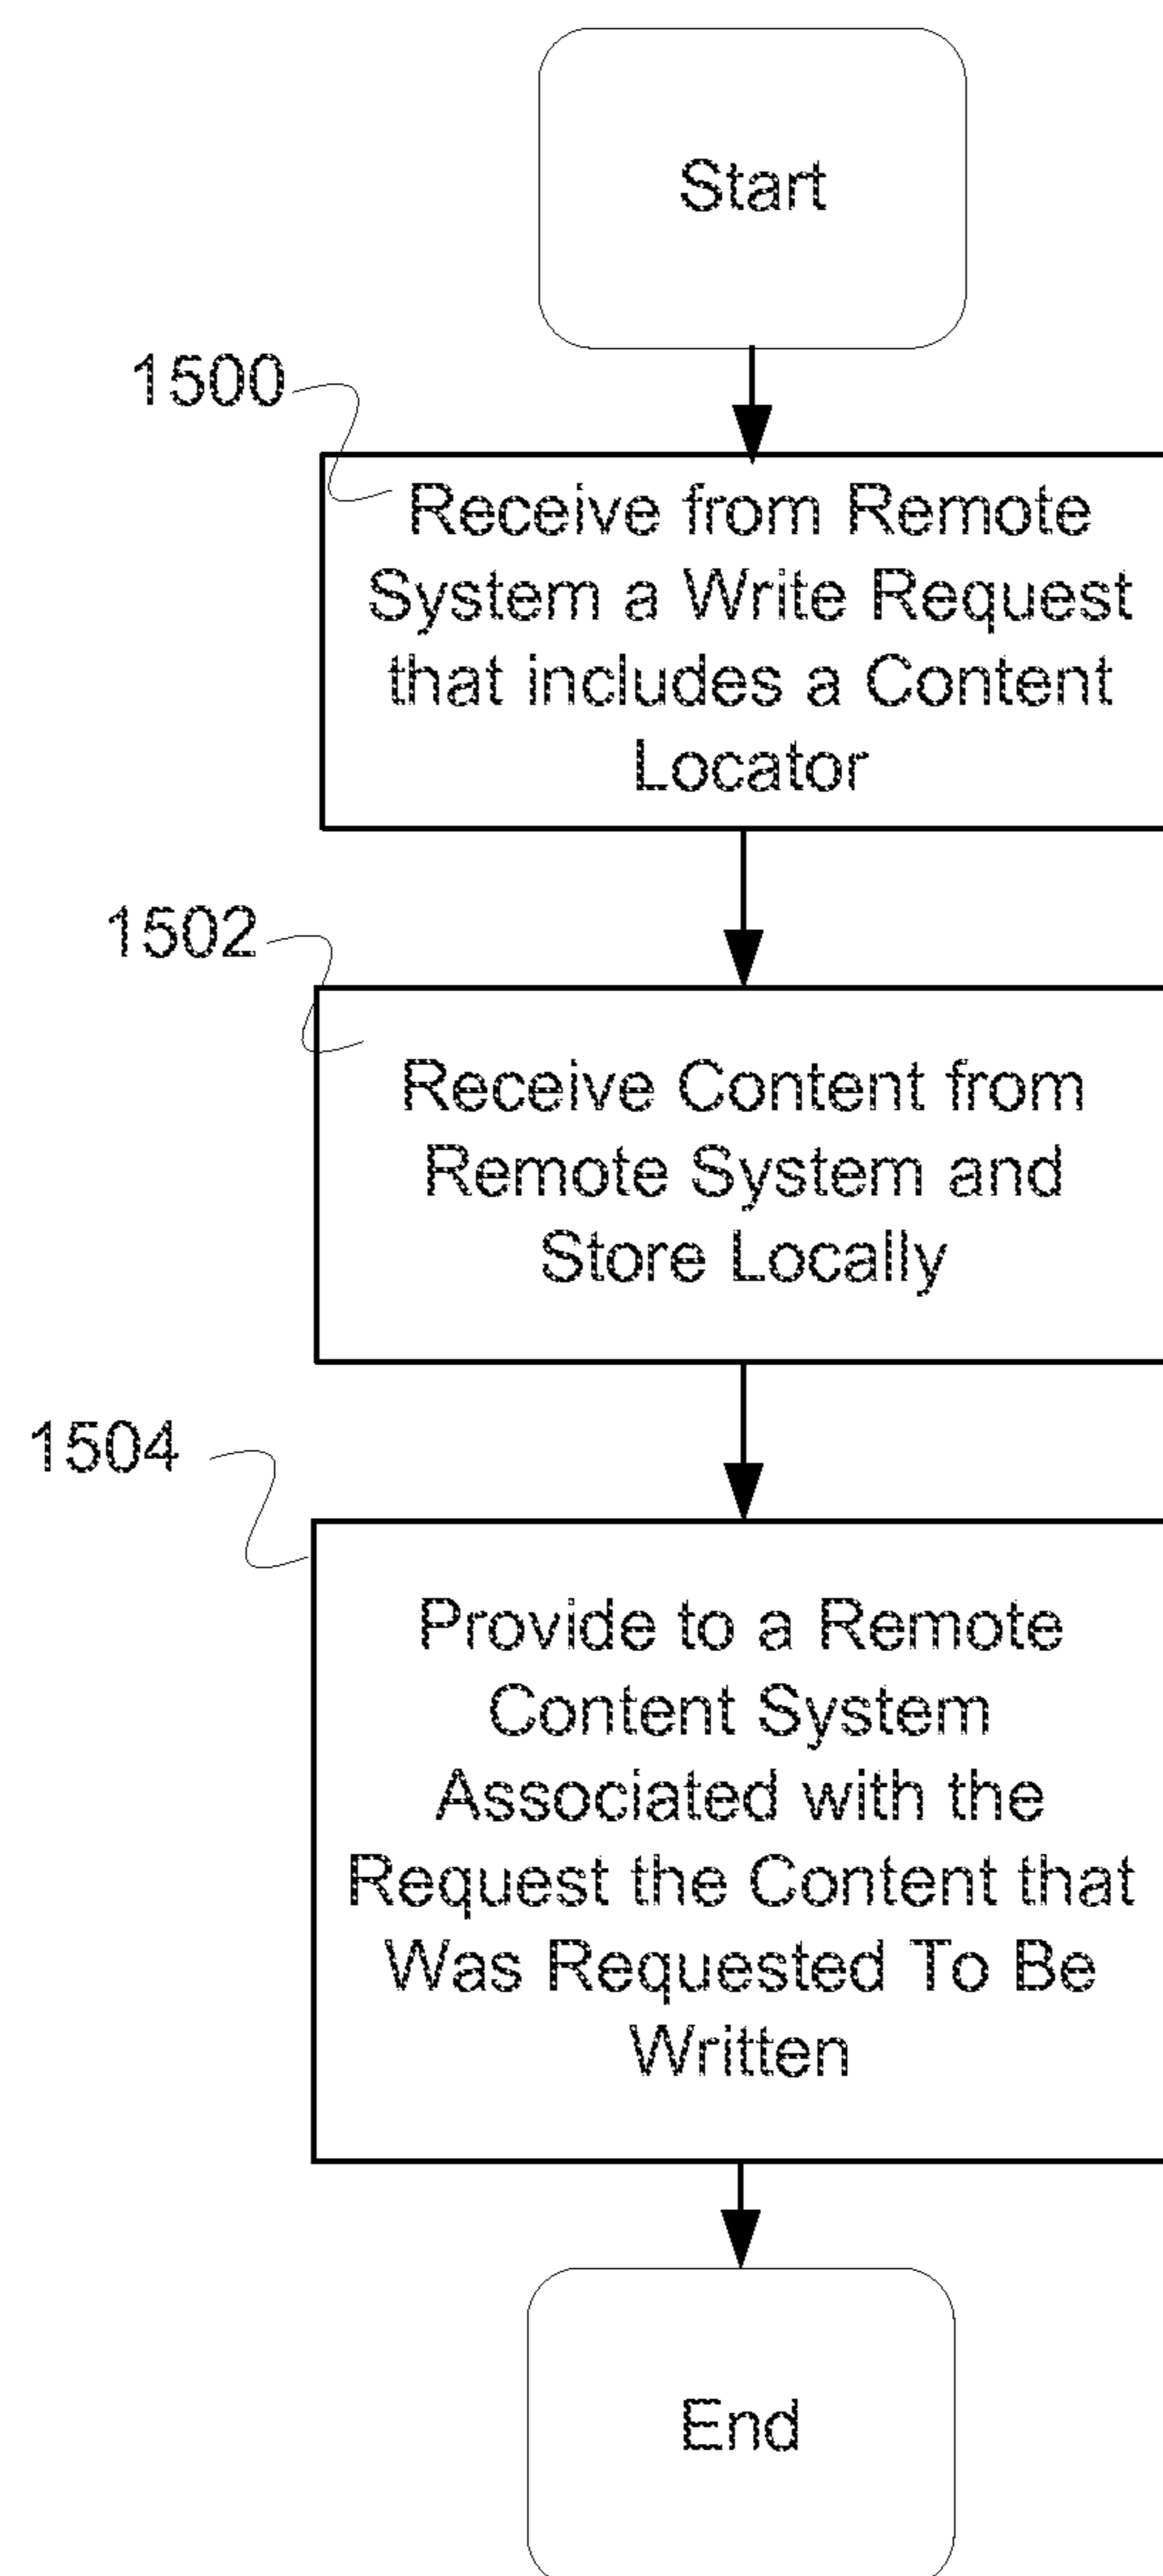 Start
1500
Receive from Remote
System a Write Request
that includes a Content
Locator
1502
Receive Content from
Remote System and
Store Locally
1504
Provide to a Remote
Content System
Associated with the
Request the Content that
Was Requested To Be
Written
End